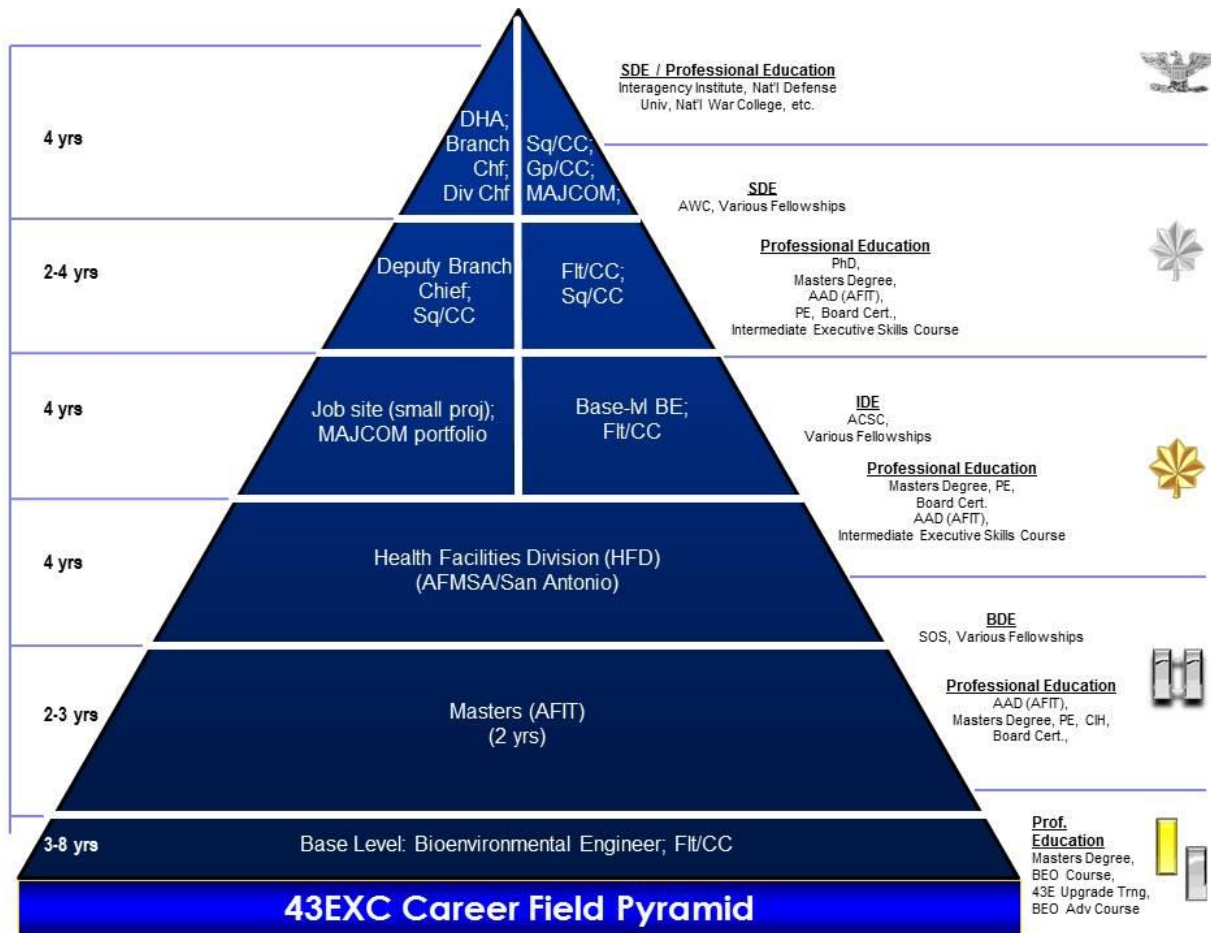 4 yrs
2-4 yrs
4 yrs
4 yrs
2-3 yrs
3-8 yrs
DHA;
Branch
Chf;
Div Chf
Sq/CC;
Gp/CC;
MAJCOM;
Deputy Branch
Chief;
Sq/CC
Flt/CC;
Sq/CC
Job site (small proj);
MAJCOM portfolio
Base-lvl BE;
Flt/CC
Health Facilities Division (HFD)
(AFMSA/San Antonio)
Masters (AFIT)
(2 yrs)
Base Level: Bioenvironmental Engineer; Flt/CC
43EXC Career Field Pyramid
SDE / Professional Education
Interagency Institute, Nat'l Defense
Univ, Nat'l War College, etc.
SDE
AWC, Various Fellowships
Professional Education
PhD,
Masters Degree,
AAD (AFIT),
PE, Board Cert.,
Intermediate Executive Skills Course
IDE
ACSC,
Various Fellowships
Professional Education
Masters Degree, PE,
Board Cert.
AAD (AFIT),
Intermediate Executive Skills Course
BDE
SOS, Various Fellowships
Professional Education
AAD (AFIT),
Masters Degree, PE, CIH,
Board Cert.,
Prof.
Education
Masters Degree,
BEO Course,
43E Upgrade Trng,
BEO Adv Course